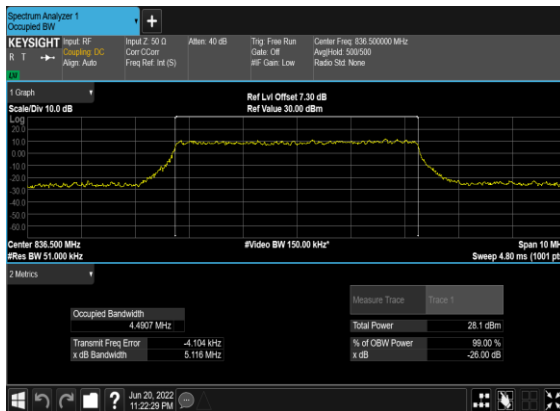 Spectrum Analyzer 1
Occupied BW
KEYSIGHT
R T
Input: RF
Coupling: DC
Align: Auto
Input Z: 50 Ω
Corr CCorr
Freq Ref: Int (S)
Atten: 40 dB
Trig: Free Run
Gate: Off
#IF Gain: Low
Center Freq: 836.500000 MHz
Avg|Hold: 500/500
Radio Std: None
1 Graph
Scale/Div 10.0 dB
Ref Lvl Offset 7.30 dB
Ref Value 30.00 dBm
Log
20.0
10.0
0.00
-10.0
-20.0
-30.0
-40.0
-50.0
-60.0
Center 836.500 MHz
#Res BW 51.000 kHz
#Video BW 150.00 kHz*
Span 10 MH
Sweep 4.80 ms (1001 pt
2 Metrics
Measure Trace
Trace 1
Occupied Bandwidth
4.4907 MHz
Total Power
28.1 dBm
Transmit Freq Error
-4.104 kHz
% of OBW Power
99.00 %
x dB Bandwidth
5.116 MHz
x dB
-26.00 dB
?
Jun 20, 2022
11:22:29 PM